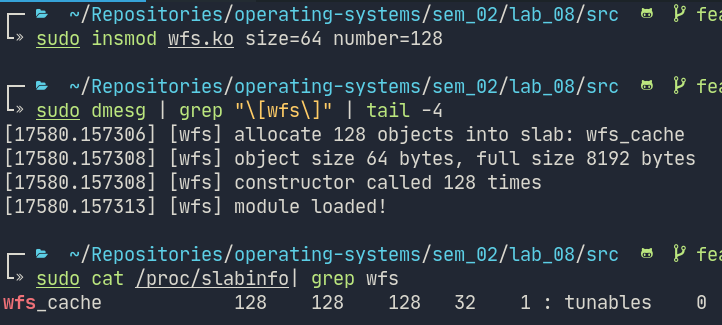 ~/Repositories/operating-systems/sem_02/lab_08/src fea
sudo insmod wfs.ko size=64 number=128
~/Repositories/operating-systems/sem_02/lab_08/src fea
sudo dmesg | grep "\[wfs\]" | tail -4
[17580.157306] [wfs] allocate 128 objects into slab: wfs_cache
[17580.157308] [wfs] object size 64 bytes, full size 8192 bytes
[17580.157308] [wfs] constructor called 128 times
[17580.157313] [wfs] module loaded!
~/Repositories/operating-systems/sem_02/lab_08/src fea
sudo cat /proc/slabinfo| grep wfs
wfs_cache 128 128 128 32 1 : tunables 0